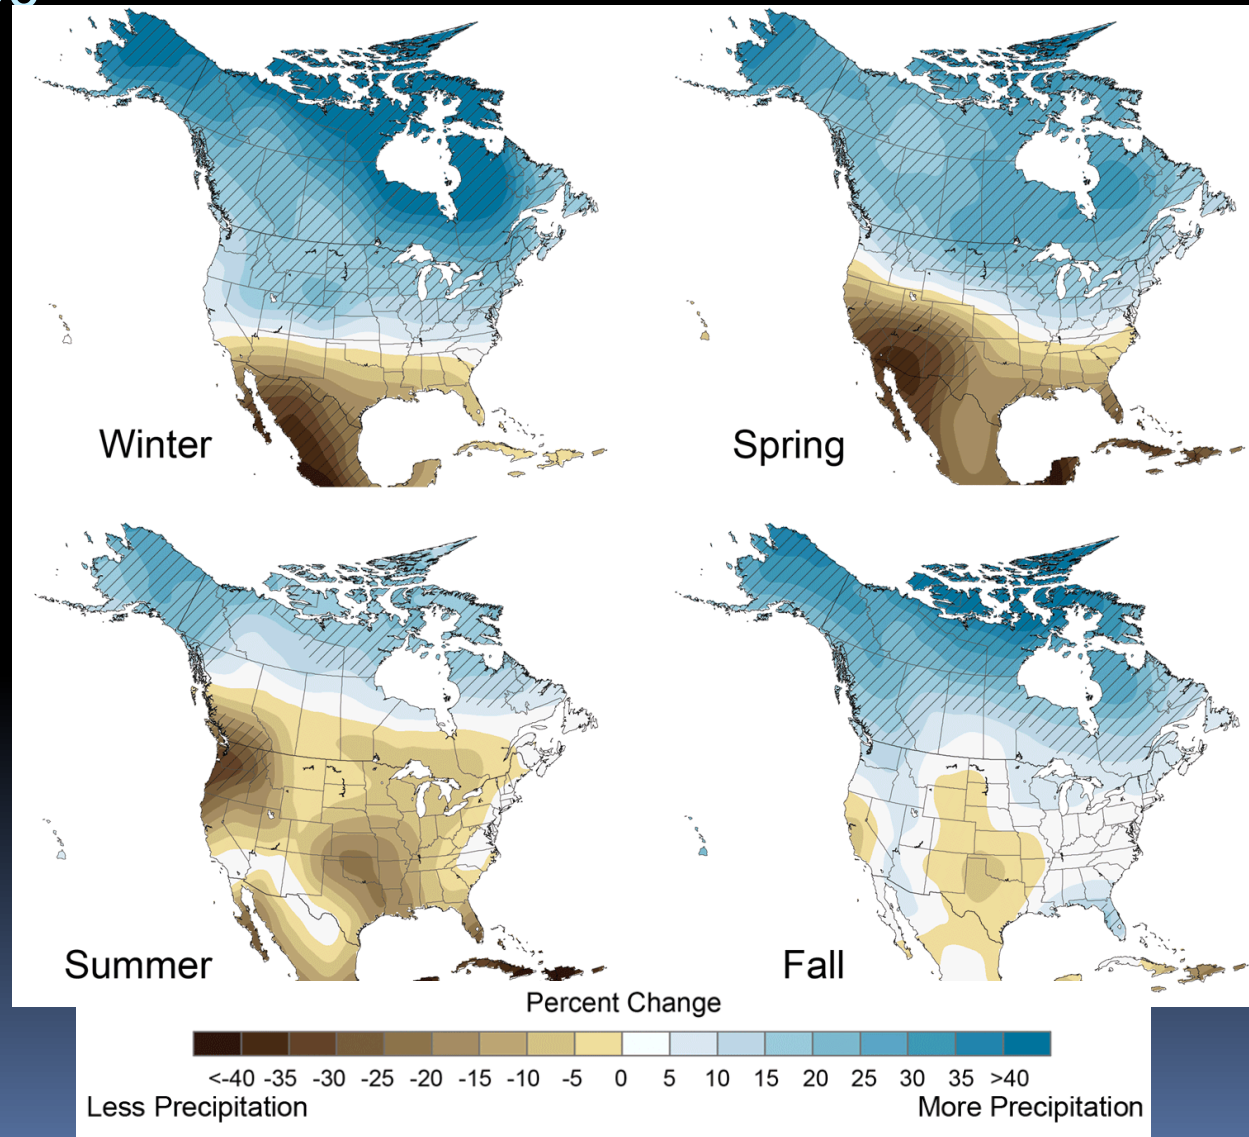 Winter
Spring
Summer
Fall
Percent Change
<-40 -35 -30 -25 -20 -15 -10 -5 0 5 10 15 20 25 30 35 >40
Less Precipitation
More Precipitation